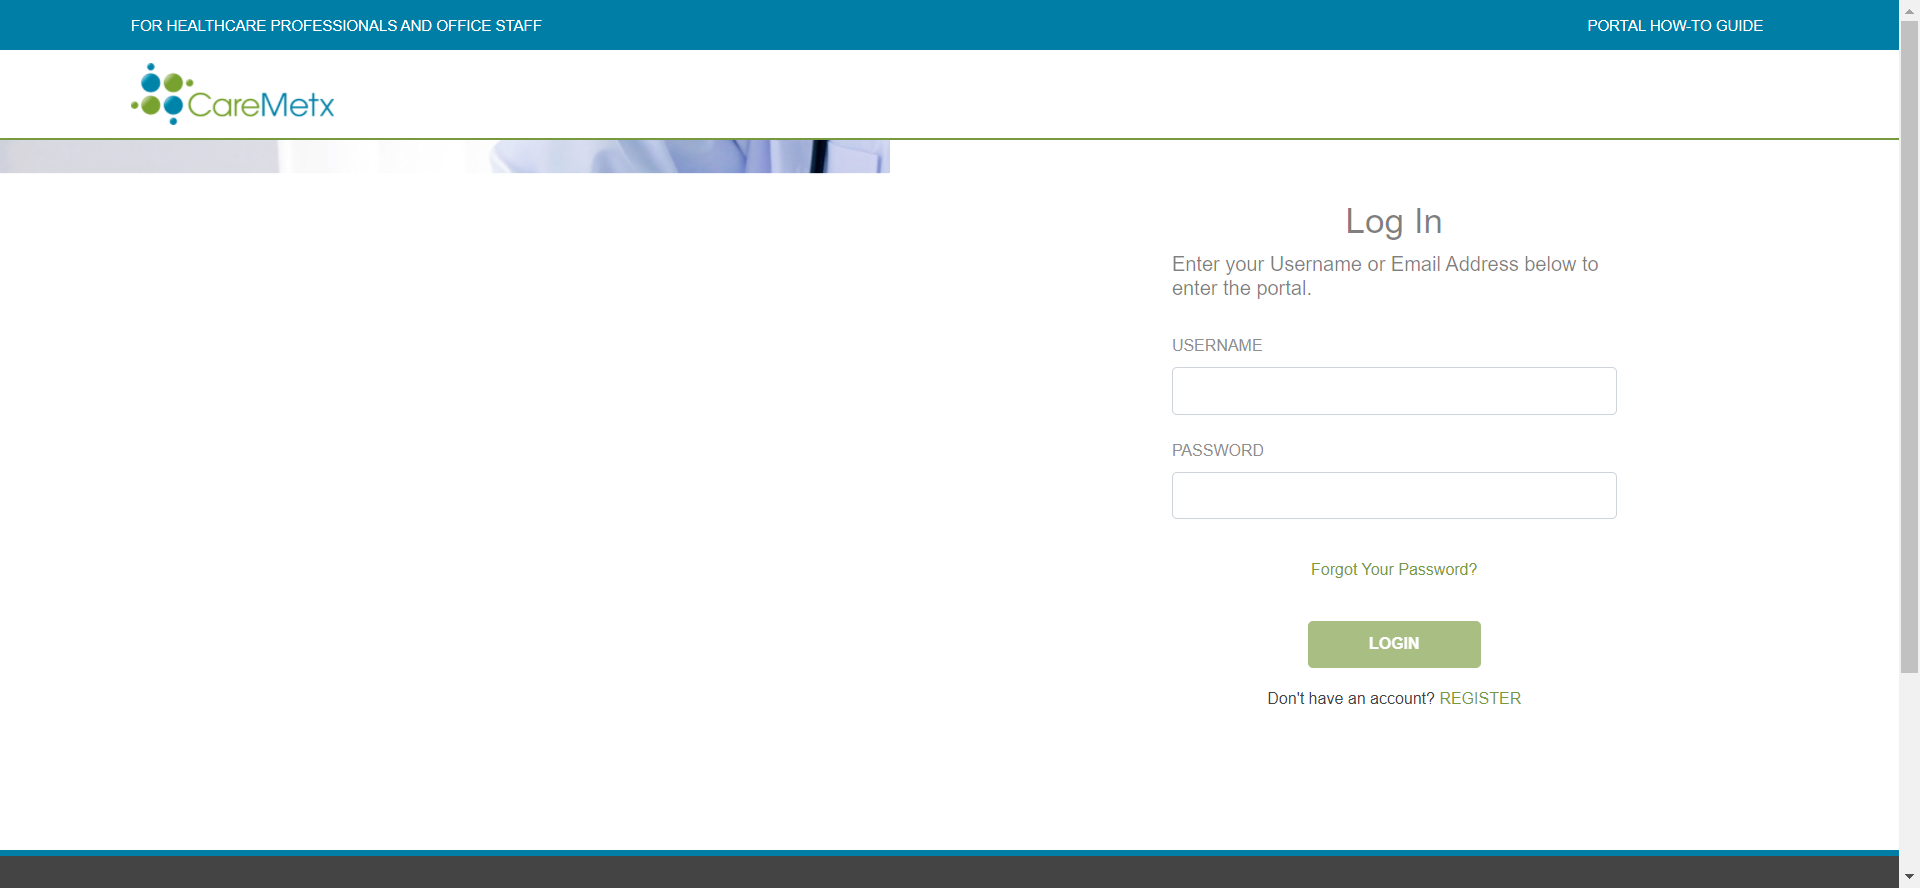 FOR HEALTHCARE PROFESSIONALS AND OFFICE STAFF
PORTAL HOW-TO GUIDE
CareMetx
Log In
Enter your Username or Email Address below to
enter the portal.
USERNAME
PASSWORD
Forgot Your Password?
LOGIN
Don't have an account? REGISTER